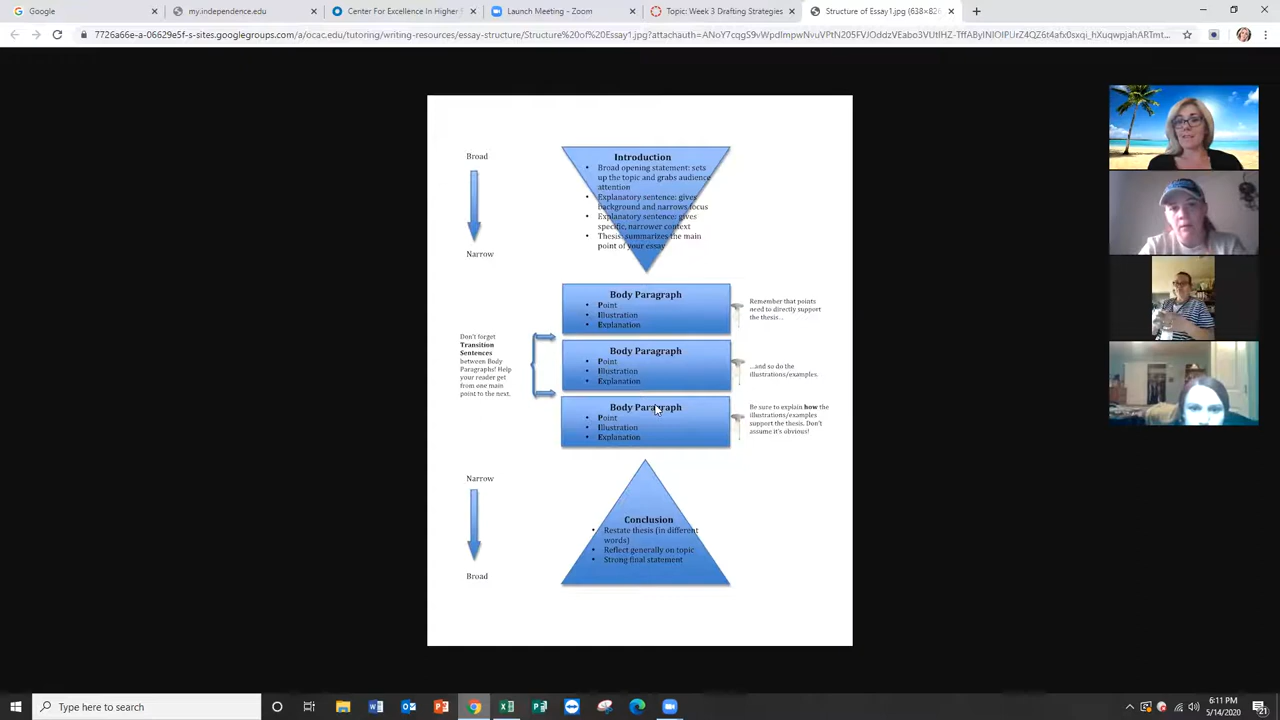 Google
my.independence.edu
Center For Excellence In Higher
Launch Meeting - Zoom
Topic: Week 3 Drafting Strategies
Structure of Essay1.jpg (638×826
Broad
Narrow
Introduction
• Broad opening statement: sets
up the topic and grabs audience
attention
• Explanatory sentence: gives
background and narrows focus
• Explanatory sentence: gives
specific, narrower context
• Thesis: summarizes the main
point of your essay
Body Paragraph
Point
Illustration
Explanation
Remember that points
need to directly support
the thesis...
Don't forget
Transition
Sentences
between Body
Paragraphs! Help
your reader get
from one main
point to the next.
Body Paragraph
Point
Illustration
Explanation
...and so do the
illustrations/examples.
Body Paragraph
Point
Illustration
Explanation
Be sure to explain how the
illustrations/examples
support the thesis. Don't
assume it's obvious!
Narrow
Broad
Conclusion
• Restate thesis (in different
words)
• Reflect generally on topic
• Strong final statement
Type here to search
6:11 PM
5/14/2020